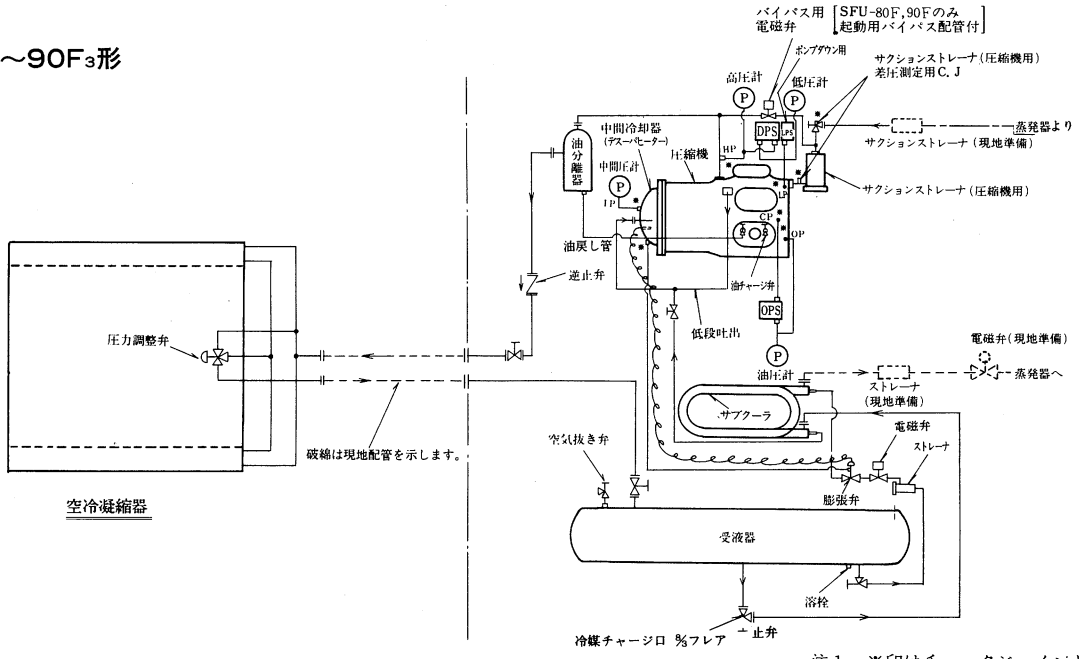 ～90F₃形
バイパス用
電磁弁
SFU-80F,90Fのみ
起動用バイパス配管付
ポンプダウン用
サクションストレーナ(圧縮機用)
差圧測定用C.J
高圧計
低圧計
P
P
DPS
LPS
蒸発器より
サクションストレーナ(現地準備)
サクションストレーナ(圧縮機用)
中間冷却器
(デスーパヒーター)
圧縮機
HP
LP
油分離器
中間圧計
P
IP
CP
OP
油戻し管
油チャージ弁
逆止弁
低段吐出
OPS
P
油圧計
圧力調整弁
電磁弁(現地準備)
蒸発器へ
ストレーナ
(現地準備)
サブクーラ
電磁弁
ストレーナ
空気抜き弁
破綿は現地配管を示します。
膨張弁
空冷凝縮器
受液器
溶栓
冷媒チャージ口 ⅜フレア
止弁